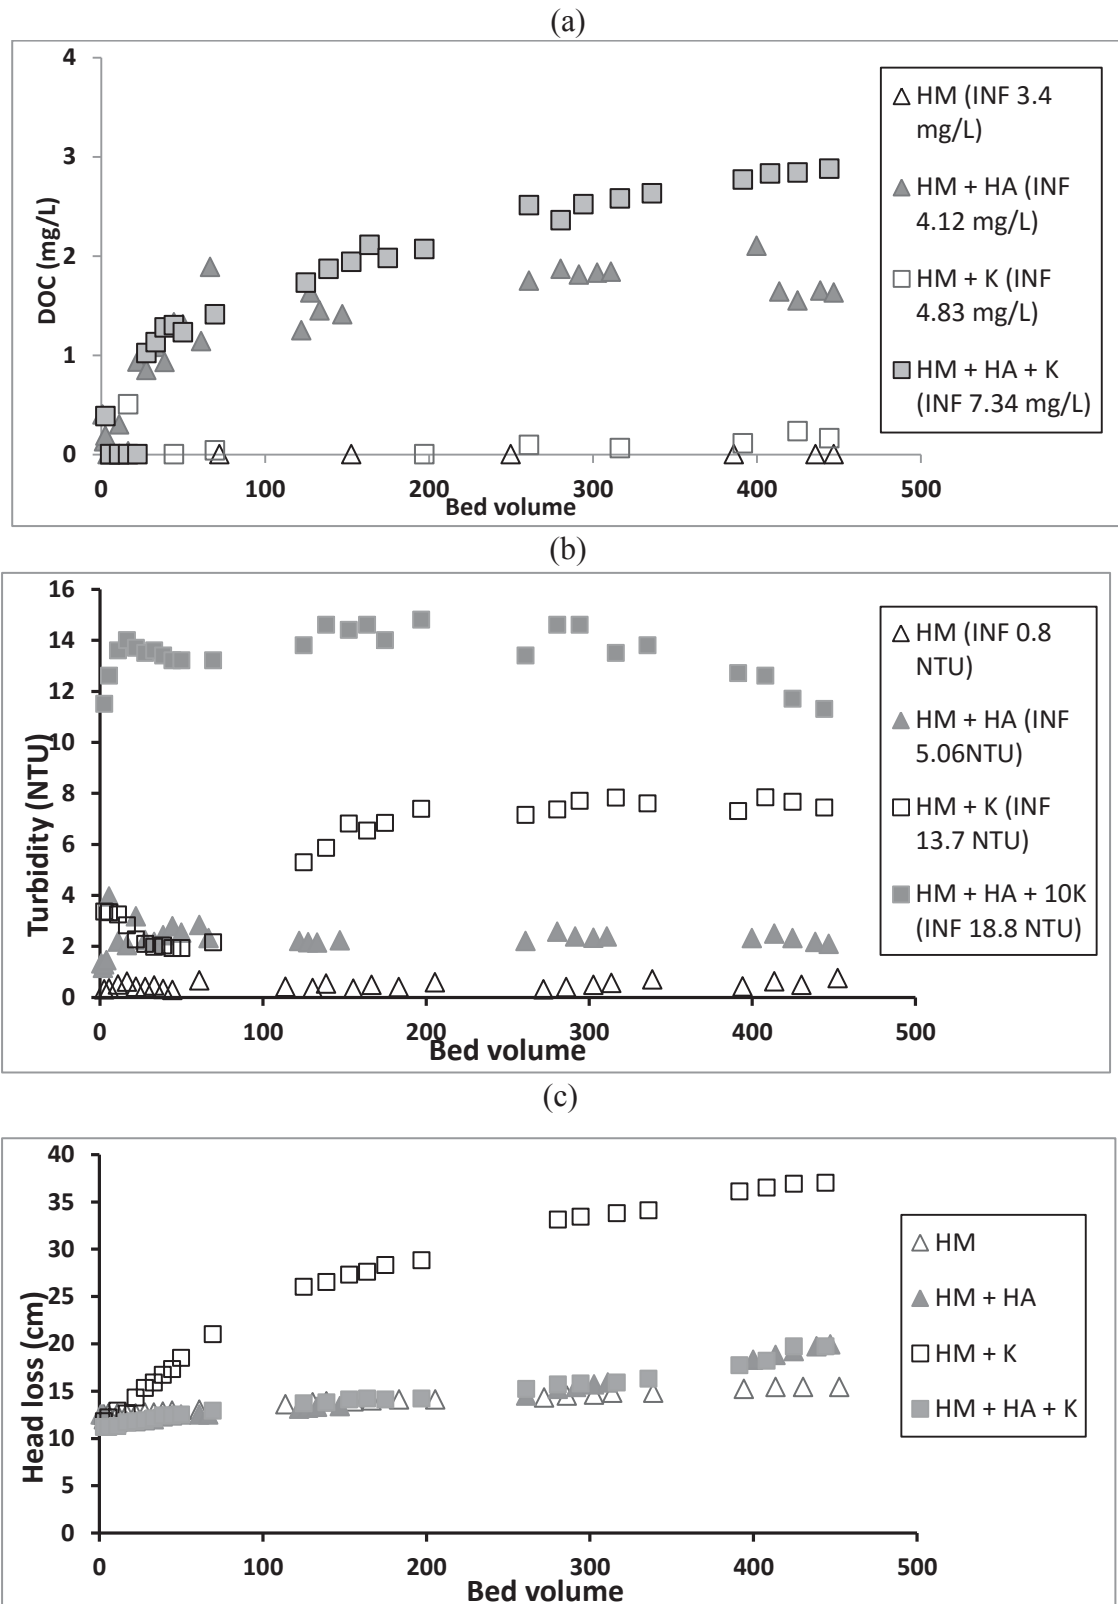 (a)
4
3
2
1
0
DOC (mg/L)
0 100 200 300 400 500
Bed volume
HM (INF 3.4
mg/L)
HM + HA (INF
4.12 mg/L)
HM + K (INF
4.83 mg/L)
HM + HA + K
(INF 7.34 mg/L)
(b)
16
14
12
10
8
6
4
2
0
Turbidity (NTU)
0 100 200 300 400 500
Bed volume
HM (INF 0.8
NTU)
HM + HA (INF
5.06NTU)
HM + K (INF
13.7 NTU)
HM + HA + 10K
(INF 18.8 NTU)
(c)
40
35
30
25
20
15
10
5
0
Head loss (cm)
0 100 200 300 400 500
Bed volume
HM
HM + HA
HM + K
HM + HA + K